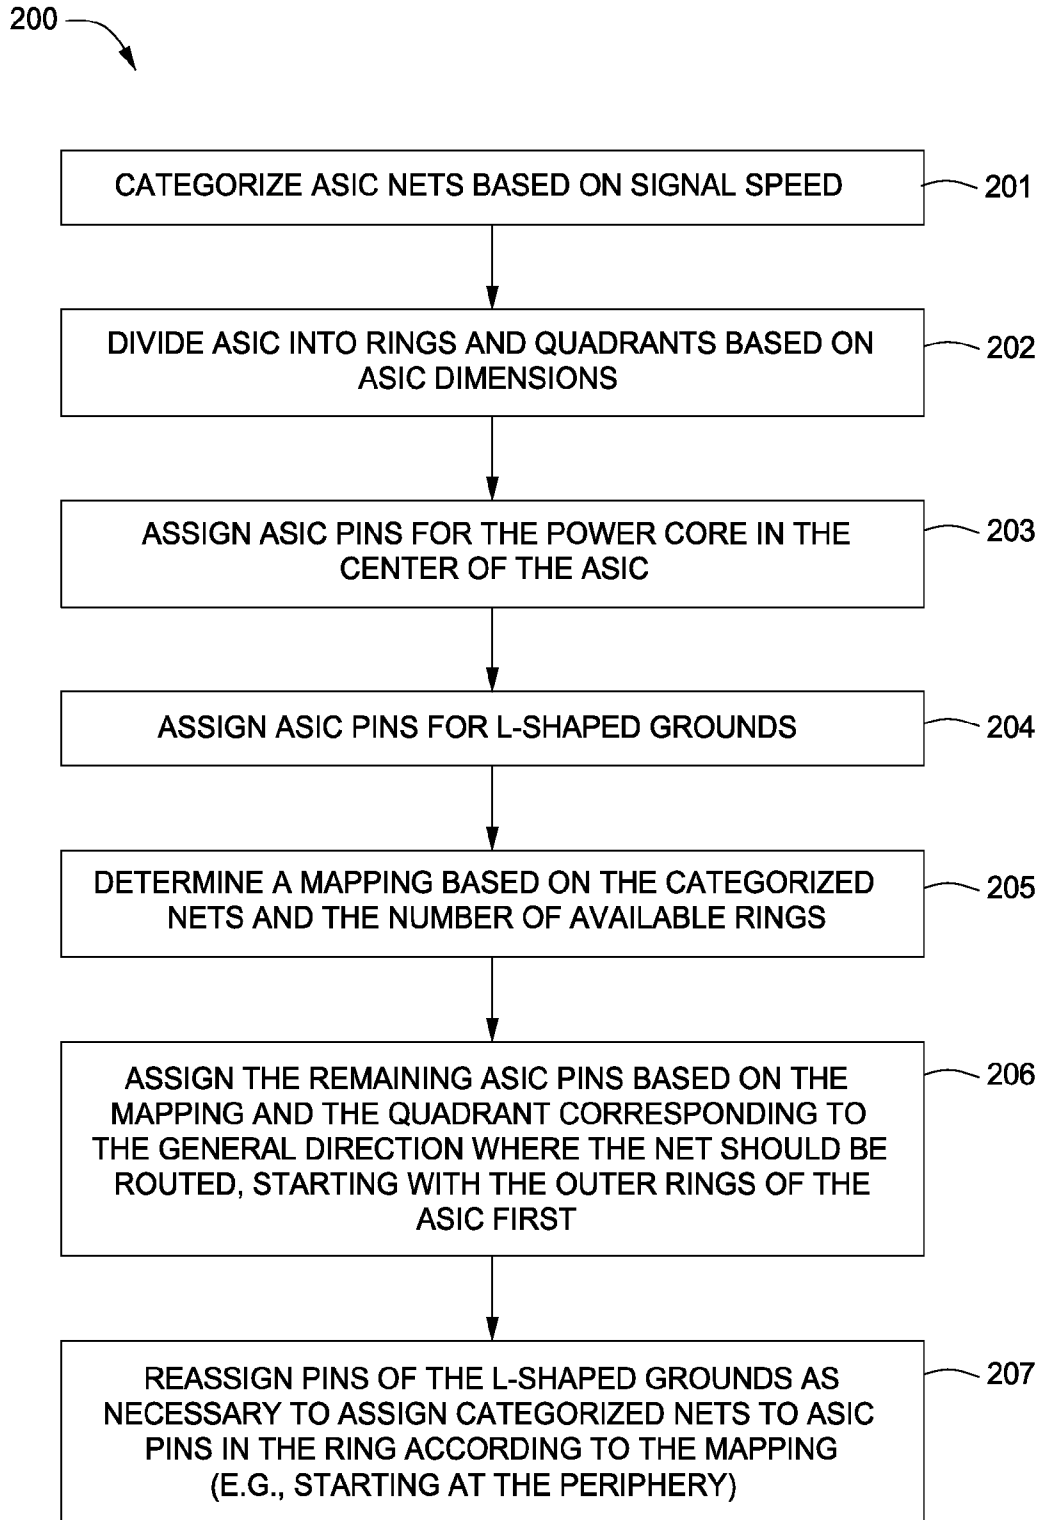 200
CATEGORIZE ASIC NETS BASED ON SIGNAL SPEED
201
DIVIDE ASIC INTO RINGS AND QUADRANTS BASED ON
ASIC DIMENSIONS
202
ASSIGN ASIC PINS FOR THE POWER CORE IN THE
CENTER OF THE ASIC
203
ASSIGN ASIC PINS FOR L-SHAPED GROUNDS
204
DETERMINE A MAPPING BASED ON THE CATEGORIZED
NETS AND THE NUMBER OF AVAILABLE RINGS
205
ASSIGN THE REMAINING ASIC PINS BASED ON THE
MAPPING AND THE QUADRANT CORRESPONDING TO
THE GENERAL DIRECTION WHERE THE NET SHOULD BE
ROUTED, STARTING WITH THE OUTER RINGS OF THE
ASIC FIRST
206
REASSIGN PINS OF THE L-SHAPED GROUNDS AS
NECESSARY TO ASSIGN CATEGORIZED NETS TO ASIC
PINS IN THE RING ACCORDING TO THE MAPPING
(E.G., STARTING AT THE PERIPHERY)
207